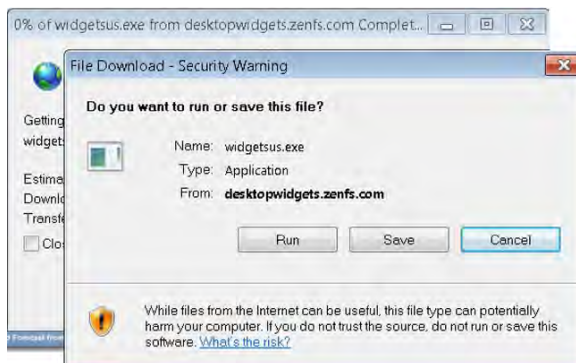 0% of widgetsus.exe from desktopwidgets.zenfs.com Complet...
File Download - Security Warning
Do you want to run or save this file?
Getting
widget
Name: widgetsus.exe
Type: Application
From: desktopwidgets.zenfs.com
Estima
Downlo
Transfe
Clo
Run
Save
Cancel
While files from the Internet can be useful, this file type can potentially
harm your computer. If you do not trust the source, do not run or save this
software. What's the risk?